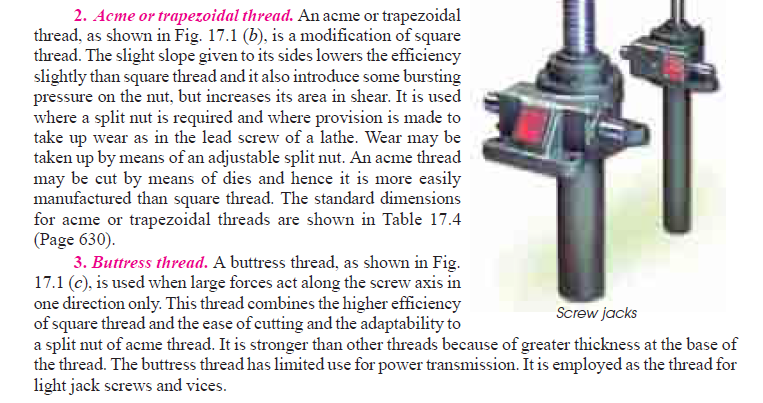 2. Acme or trapezoidal thread. An acme or trapezoidal
thread, as shown in Fig. 17.1 (b), is a modification of square
thread. The slight slope given to its sides lowers the efficiency
slightly than square thread and it also introduce some bursting
pressure on the nut, but increases its area in shear. It is used
where a split nut is required and where provision is made to
take up wear as in the lead screw of a lathe. Wear may be
taken up by means of an adjustable split nut. An acme thread
may be cut by means of dies and hence it is more easily
manufactured than square thread. The standard dimensions
for acme or trapezoidal threads are shown in Table 17.4
(Page 630).
3. Buttress thread. A buttress thread, as shown in Fig.
17.1 (c), is used when large forces act along the screw axis in
one direction only. This thread combines the higher efficiency
of square thread and the ease of cutting and the adaptability to
a split nut of acme thread. It is stronger than other threads because of greater thickness at the base of
the thread. The buttress thread has limited use for power transmission. It is employed as the thread for
light jack screws and vices.
Screw jacks